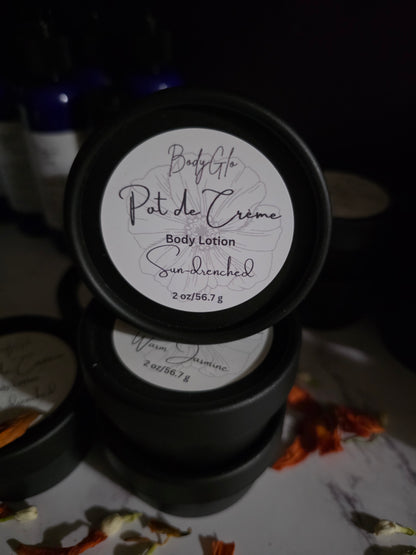 BodyGlo
Pot de Crème
Body Lotion
Sun-drenched
2 oz/56.7 g
Warm Jasmine
2 oz/56.7 g